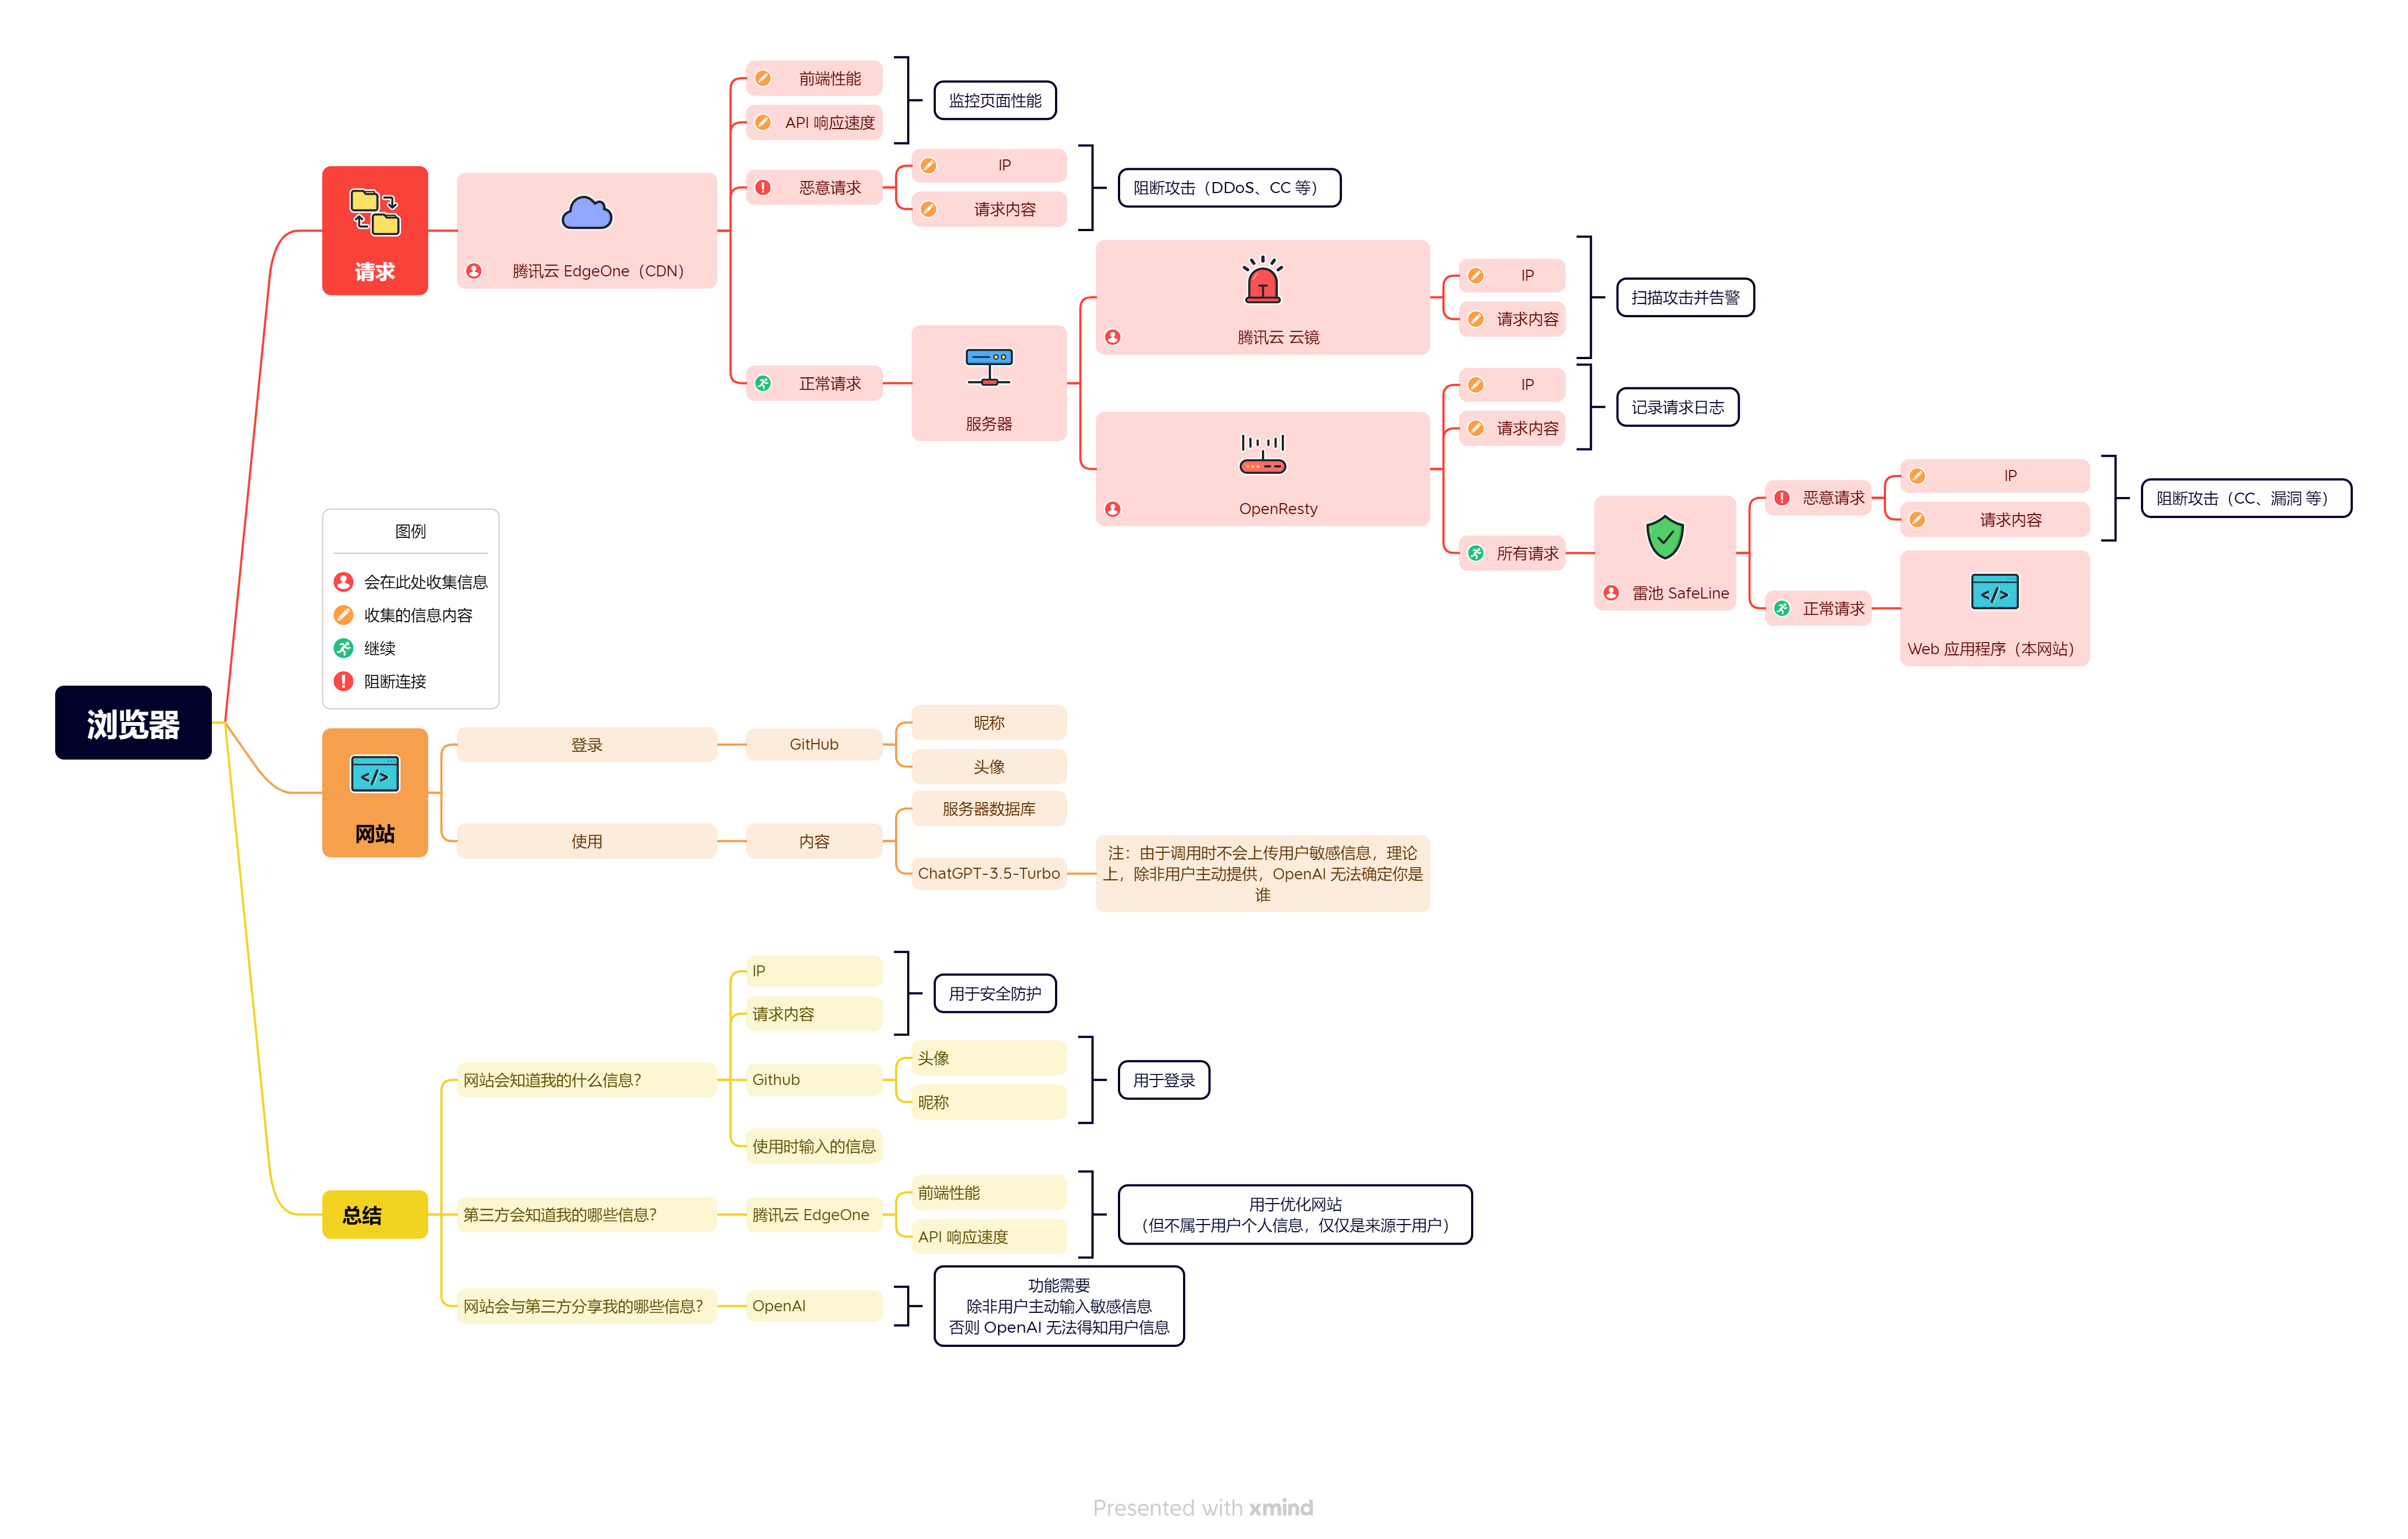 浏览器
请求
腾讯云 EdgeOne（CDN）
前端性能
API 响应速度
监控页面性能
恶意请求
IP
请求内容
阻断攻击（DDoS、CC 等）
正常请求
服务器
腾讯云 云镜
IP
请求内容
扫描攻击并告警
OpenResty
IP
请求内容
记录请求日志
所有请求
雷池 SafeLine
恶意请求
IP
请求内容
阻断攻击（CC、漏洞 等）
正常请求
Web 应用程序（本网站）
图例
会在此处收集信息
收集的信息内容
继续
阻断连接
网站
登录
GitHub
昵称
头像
使用
内容
服务器数据库
ChatGPT-3.5-Turbo
注：由于调用时不会上传用户敏感信息，理论
上，除非用户主动提供，OpenAI 无法确定你是
谁
总结
网站会知道我的什么信息？
IP
请求内容
用于安全防护
Github
头像
昵称
用于登录
使用时输入的信息
第三方会知道我的哪些信息？
腾讯云 EdgeOne
前端性能
API 响应速度
用于优化网站
（但不属于用户个人信息，仅仅是来源于用户）
网站会与第三方分享我的哪些信息？
OpenAI
功能需要
除非用户主动输入敏感信息
否则 OpenAI 无法得知用户信息
Presented with xmind